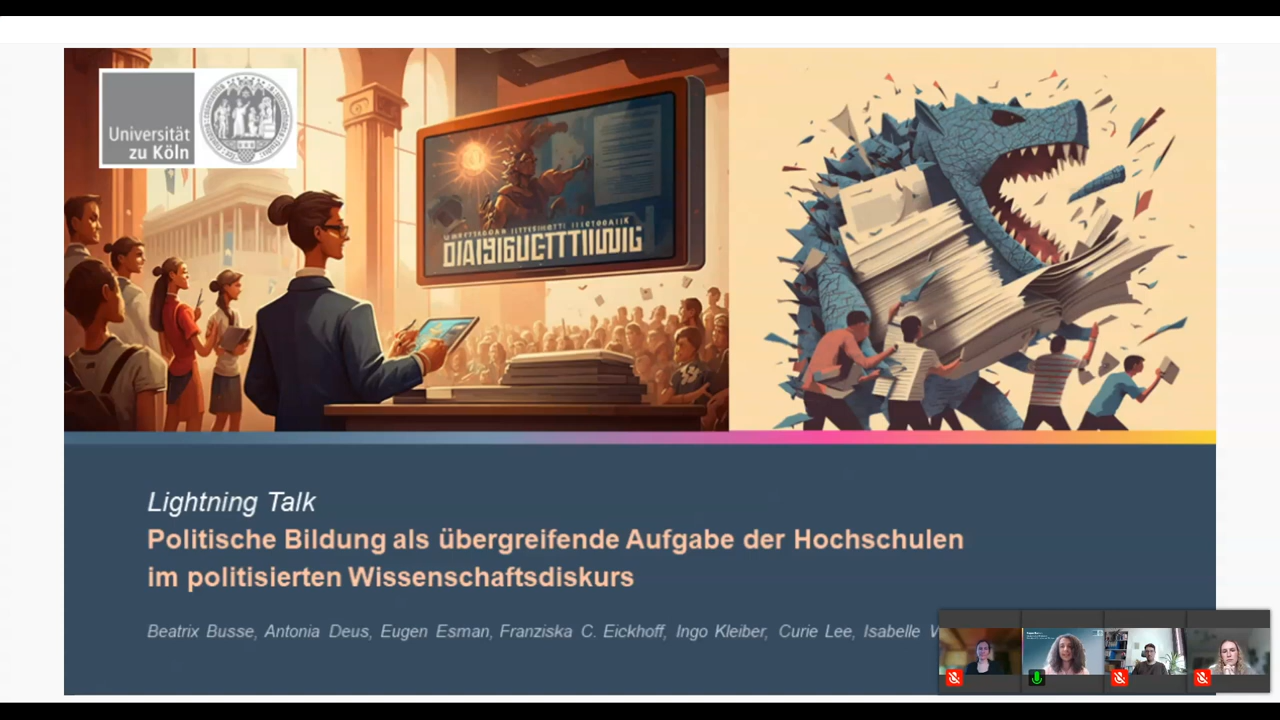 Universität
zu Köln
Lightning Talk
Politische Bildung als übergreifende Aufgabe der Hochschulen
im politisierten Wissenschaftsdiskurs
Beatrix Busse, Antonia Deus, Eugen Esman, Franziska C. Eickhoff, Ingo Kleiber, Curie Lee, Isabelle